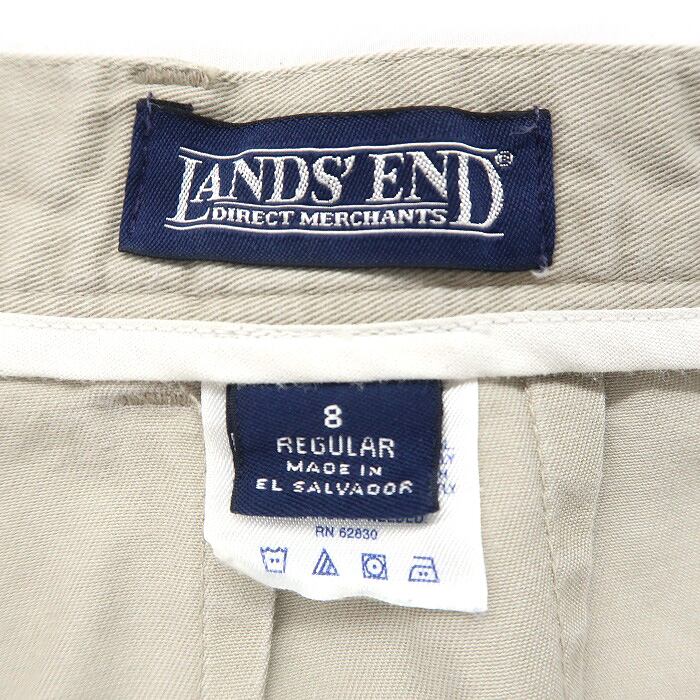 LANDS' END®
DIRECT MERCHANTS
8
REGULAR
MADE IN
EL SALVADOR
RN 62830